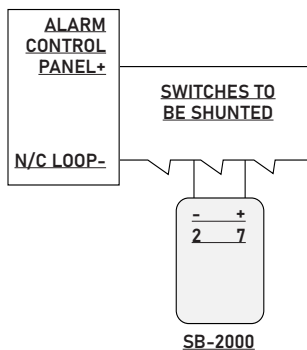 ALARM
CONTROL
PANEL+
SWITCHES TO
BE SHUNTED
N/C LOOP-
- +
2 7
SB-2000